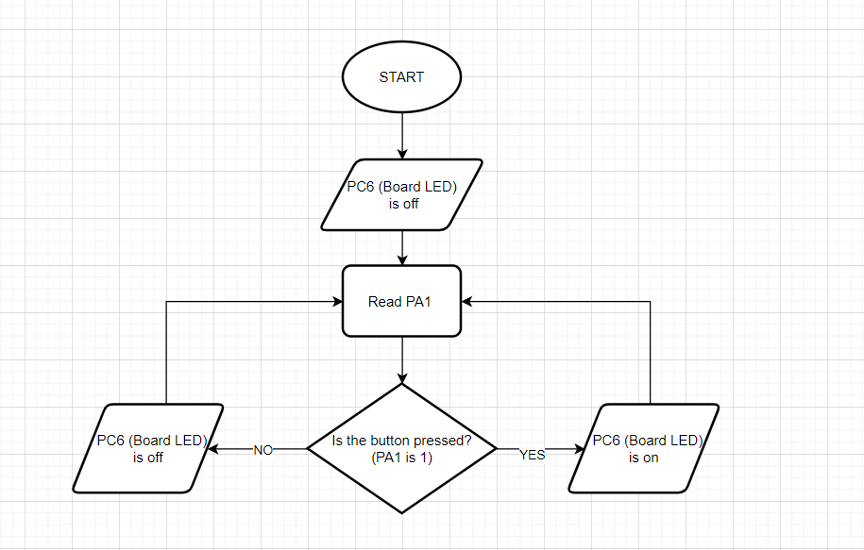 START
PC6 (Board LED)
is off
Read PA1
PC6 (Board LED)
is off
NO
Is the button pressed?
(PA1 is 1)
YES
PC6 (Board LED)
is on